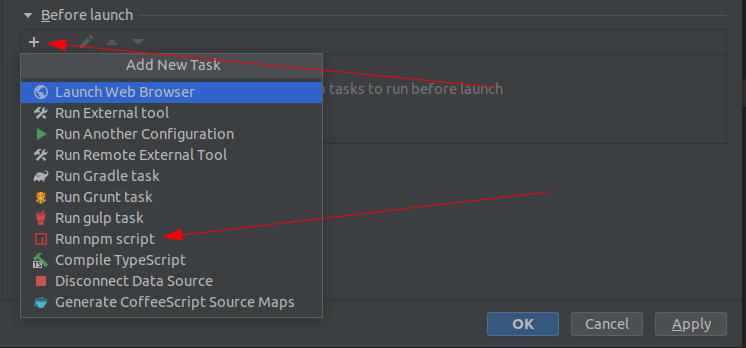 Before launch
Add New Task
Launch Web Browser
tasks to run before launch
Run External tool
Run Another Configuration
Run Remote External Tool
Run Gradle task
Run Grunt task
Run gulp task
Run npm script
Compile TypeScript
TS
Disconnect Data Source
Generate CoffeeScript Source Maps
OK
Cancel
Apply